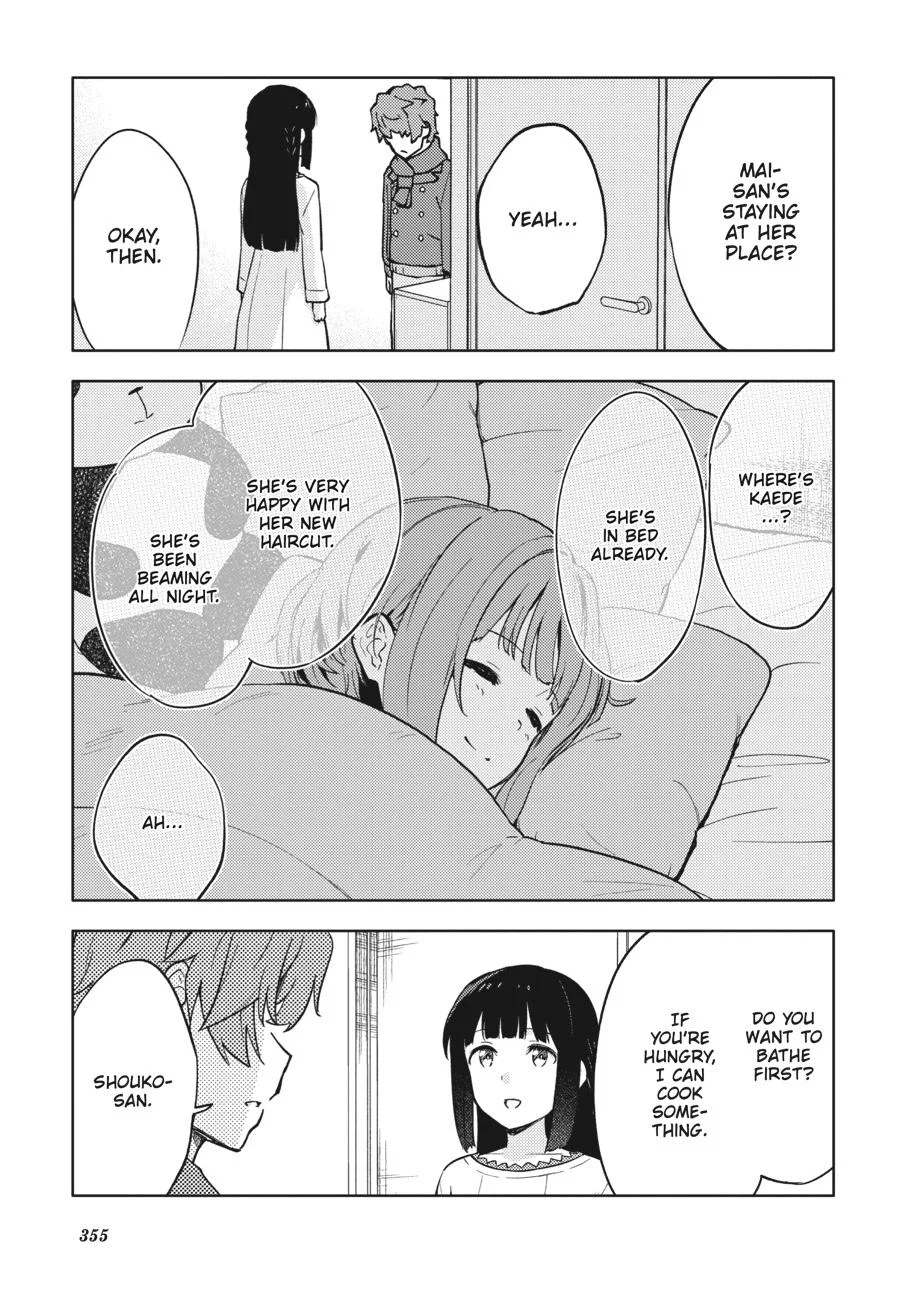 MAI-
SAN'S
STAYING
AT HER
PLACE?
YEAH...
OKAY,
THEN.
WHERE'S
KAEDE
...?
SHE'S
IN BED
ALREADY.
SHE'S VERY
HAPPY WITH
HER NEW
HAIRCUT.
SHE'S
BEEN
BEAMING
ALL NIGHT.
AH...
DO YOU
WANT TO
BATHE
FIRST?
IF
YOU'RE
HUNGRY,
I CAN
COOK
SOME-
THING.
SHOUKO-
SAN.
355